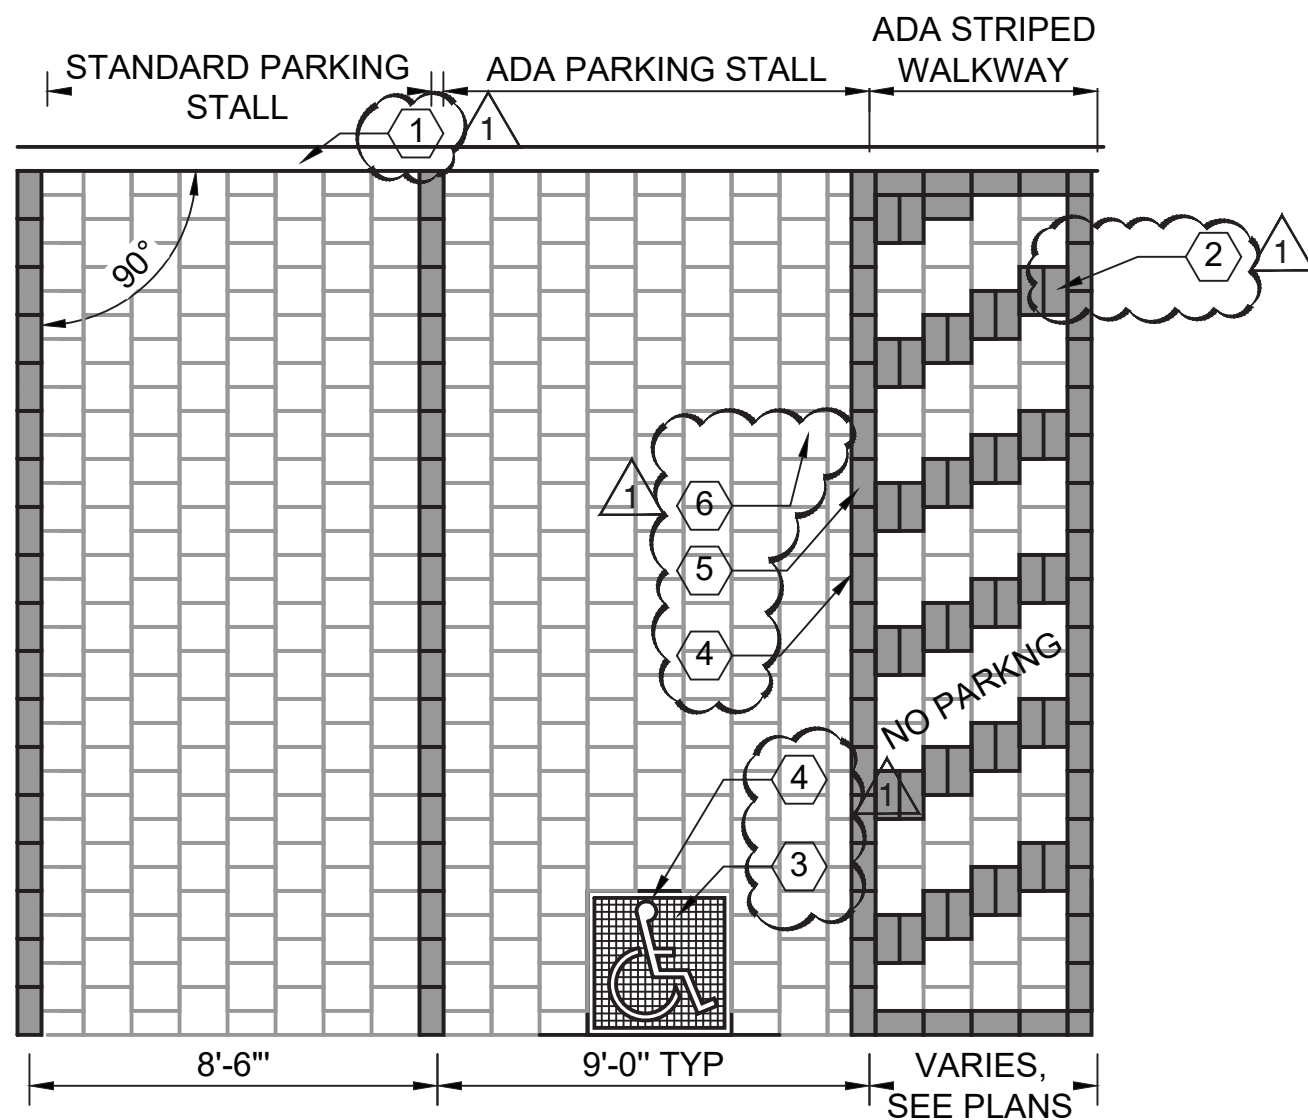 ADA STRIPED
WALKWAY
STANDARD PARKING
STALL
ADA PARKING STALL
1
1
90°
2
1
6
1
5
4
NO PARKNG
4
1
3
8'-6"'
9'-0" TYP
VARIES,
SEE PLANS